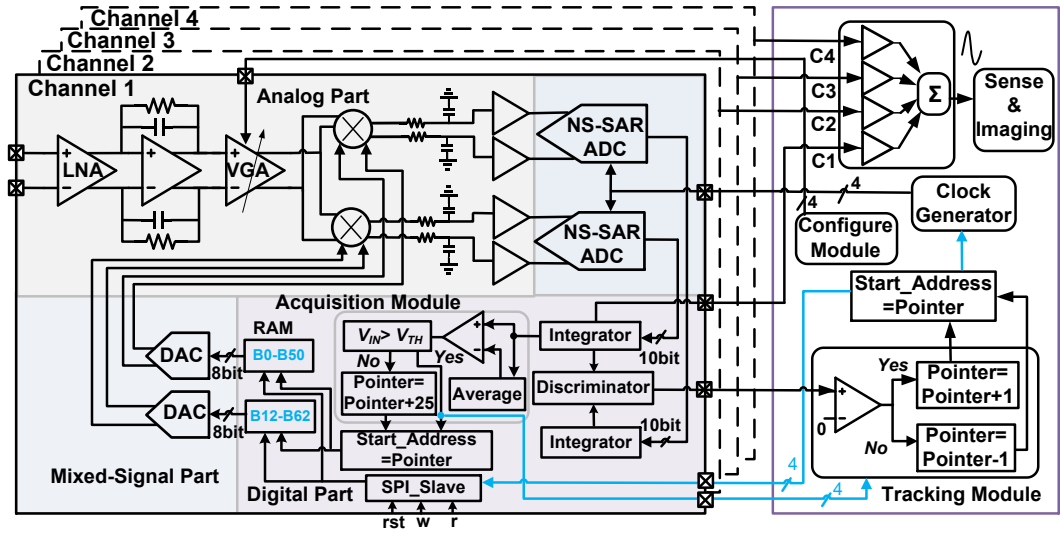 Channel 4
Channel 3
Channel 2
Channel 1
Analog Part
LNA
VGA
+
−
+
−
+
−
NS-SAR
ADC
NS-SAR
ADC
C4
C3
C2
C1
Σ
Sense
&
Imaging
4
4
Configure
Module
Clock
Generator
Start_Address
=Pointer
Acquisition Module
RAM
DAC
8bit
B0-B50
DAC
8bit
B12-B62
VIN> VTH
No
Yes
+
−
Pointer=
Pointer+25
Average
Start_Address
=Pointer
Integrator
10bit
Discriminator
10bit
Integrator
+
−
0
Yes
Pointer=
Pointer+1
No
Pointer=
Pointer-1
Tracking Module
4
4
Mixed-Signal Part
Digital Part
SPI_Slave
rst
w
r